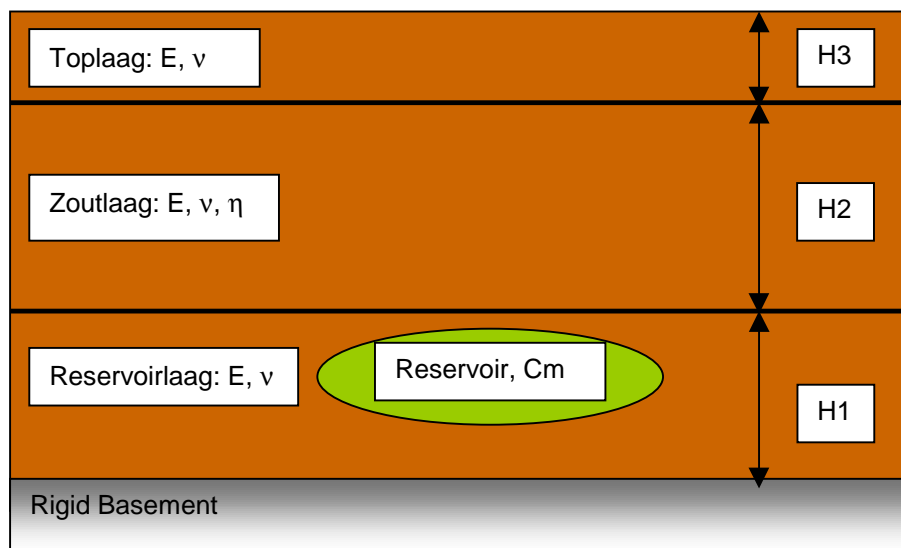 Toplaag: E, ν
H3
Zoutlaag: E, ν, η
H2
Reservoirlaag: E, ν
Reservoir, Cm
H1
Rigid Basement